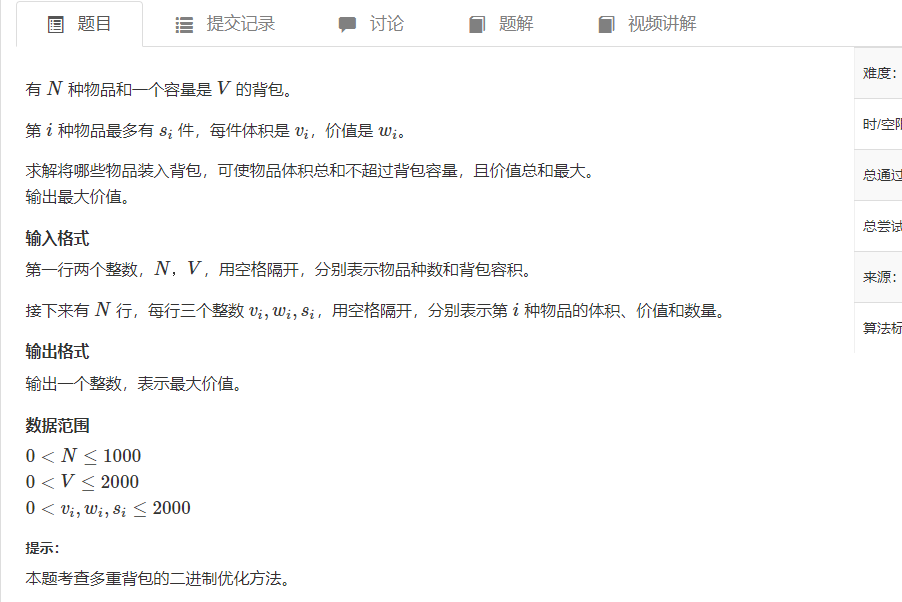 题目 提交记录 讨论 题解 视频讲解
有 N 种物品和一个容量是 V 的背包。
难度：
第 i 种物品最多有 s_i 件，每件体积是 v_i，价值是 w_i。
时/空限
求解将哪些物品装入背包，可使物品体积总和不超过背包容量，且价值总和最大。
总通过
输出最大价值。
总尝试
输入格式
第一行两个整数，N，V，用空格隔开，分别表示物品种数和背包容积。
来源：
接下来有 N 行，每行三个整数 v_i, w_i, s_i，用空格隔开，分别表示第 i 种物品的体积、价值和数量。
算法标
输出格式
输出一个整数，表示最大价值。
数据范围
0 < N ≤ 1000
0 < V ≤ 2000
0 < v_i, w_i, s_i ≤ 2000
提示：
本题考查多重背包的二进制优化方法。